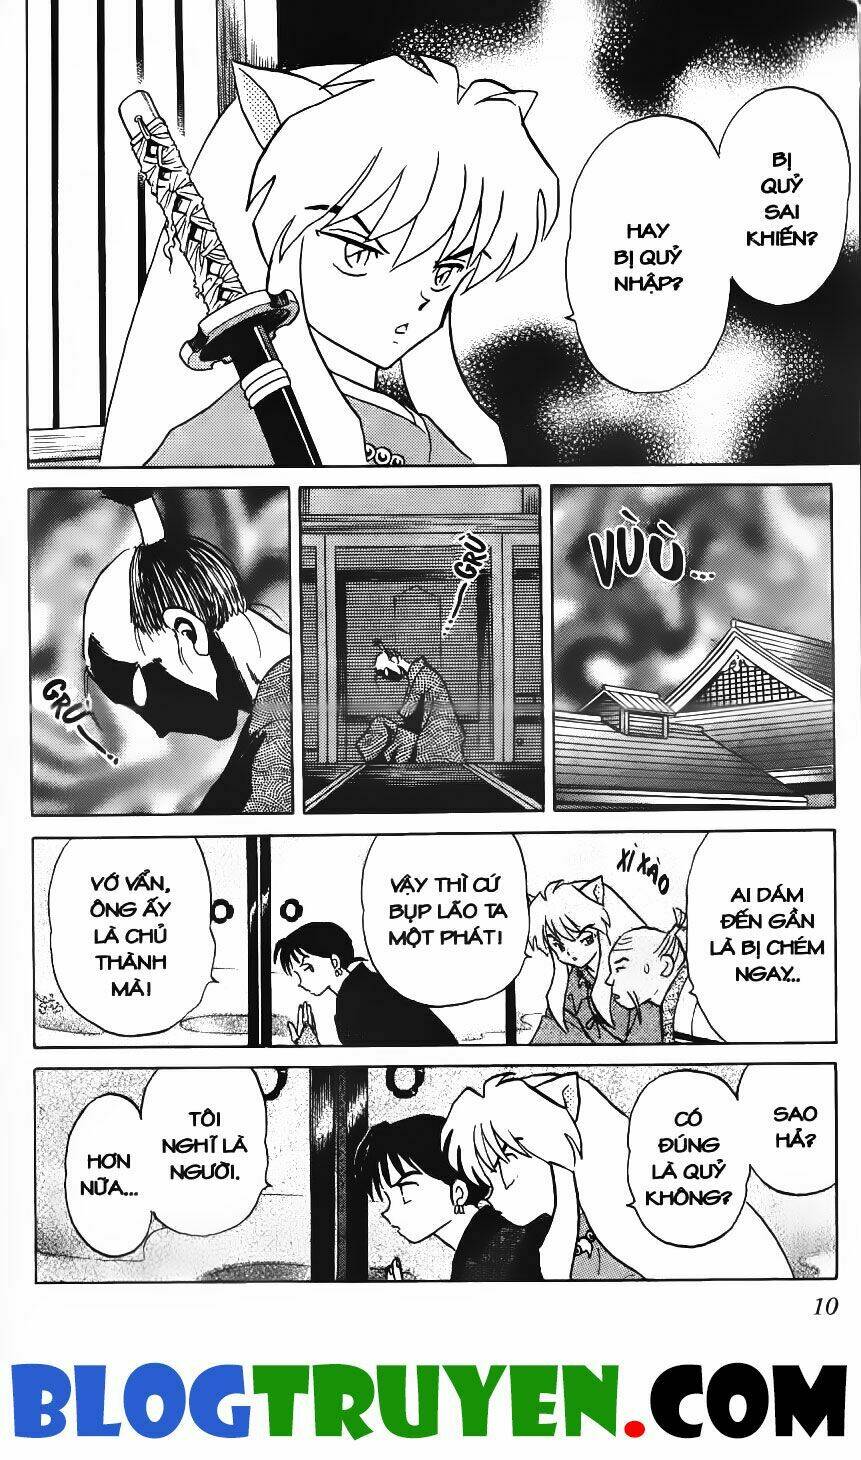 BỊ
QUỶ
SAI
KHIẾN?
HAY
BỊ QUỶ
NHẬP?
VÙÙ...
GRỪ
GRỪ
AI DÁM
ĐẾN GẦN
LÀ BỊ CHÉM
NGAY...
XÌ XÀO
VẬY THÌ CỨ
BỤP LÃO TA
MỘT PHÁT!
VỚ VẨN,
ÔNG ẤY
LÀ CHỦ
THÀNH
MÀ!
SAO
HẢ?
CÓ
ĐÚNG
LÀ QUỶ
KHÔNG?
TÔI
NGHĨ LÀ
NGƯỜI.
HƠN
NỮA...
10
BLOGTRUYEN.COM